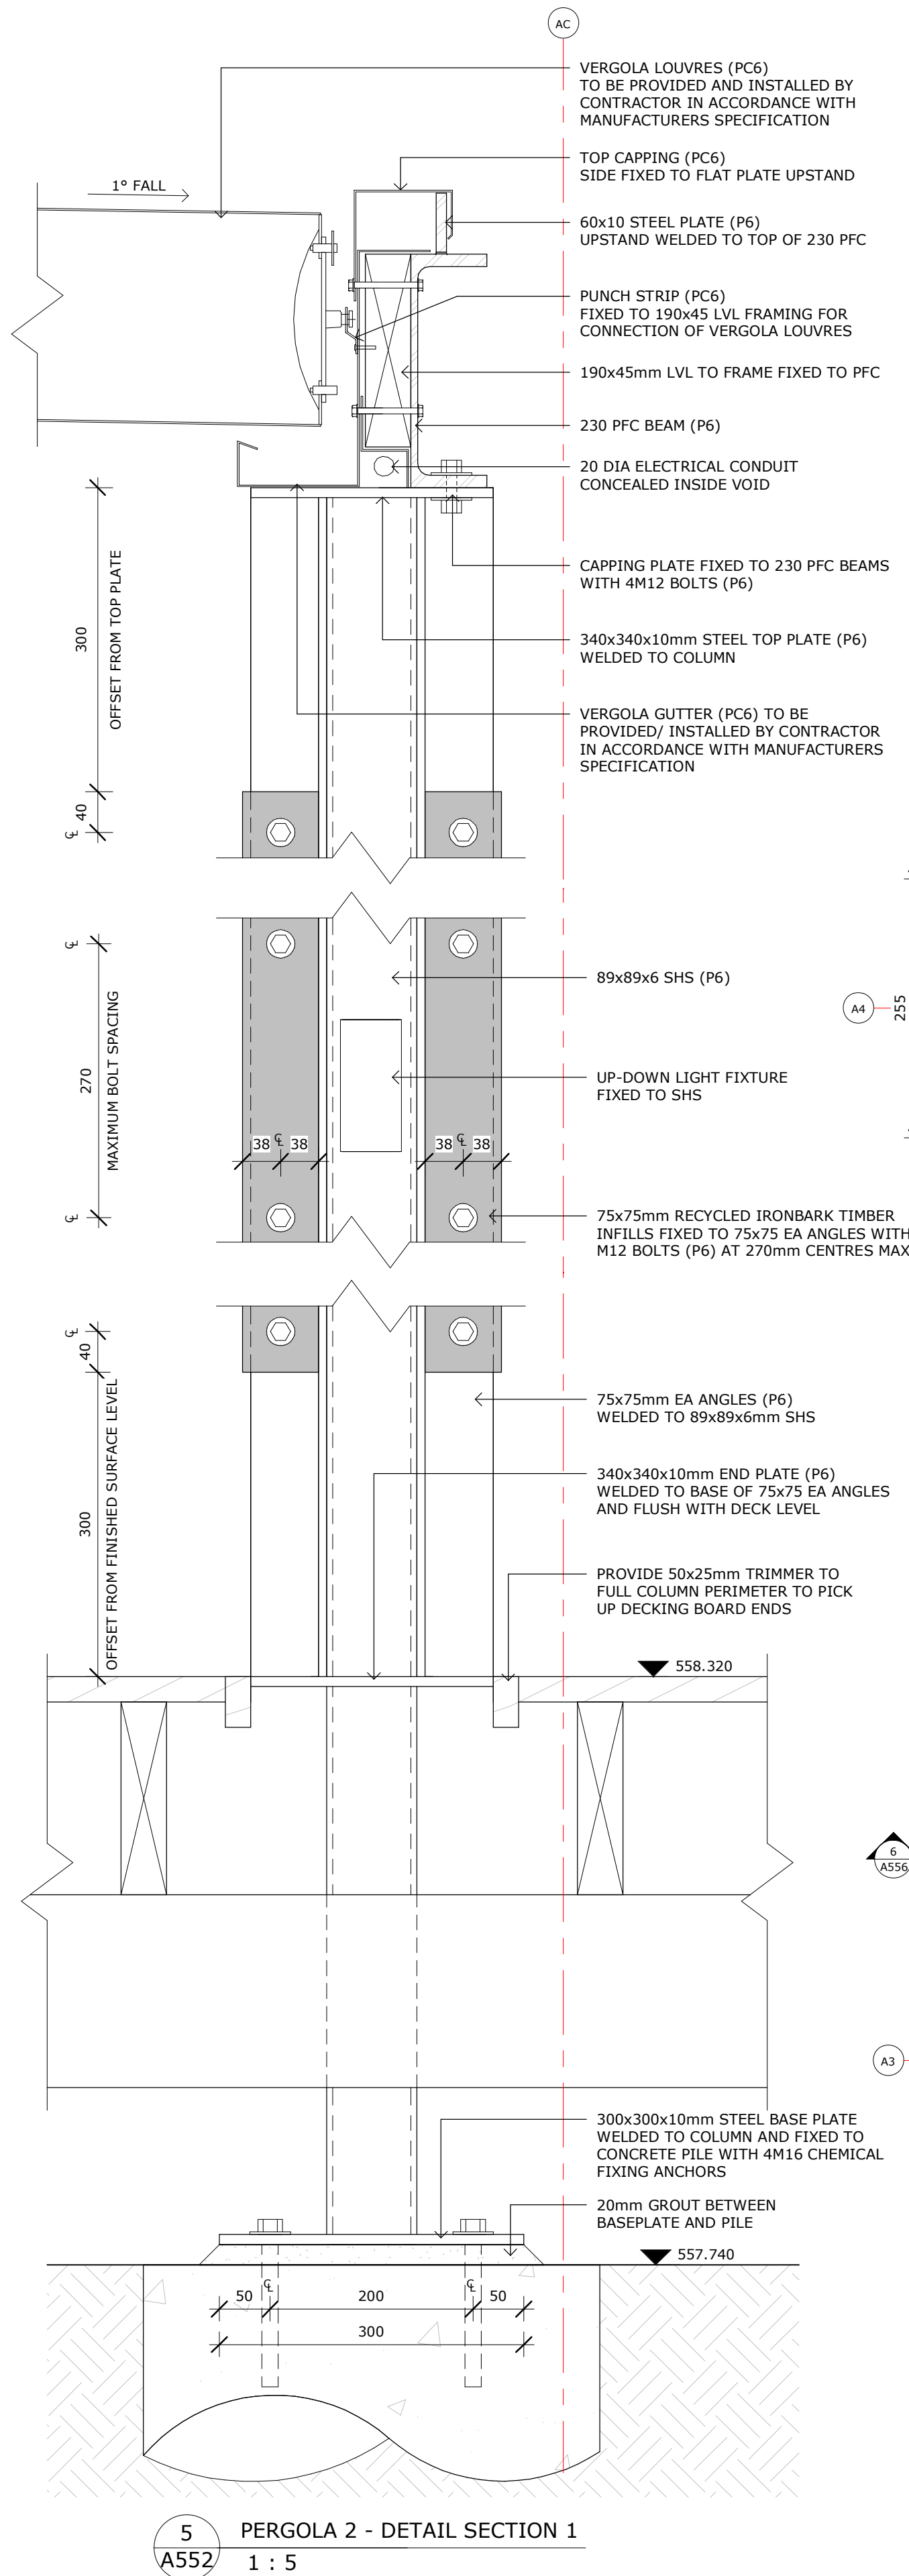 AC
VERGOLA LOUVRES (PC6)
TO BE PROVIDED AND INSTALLED BY
CONTRACTOR IN ACCORDANCE WITH
MANUFACTURERS SPECIFICATION
TOP CAPPING (PC6)
SIDE FIXED TO FLAT PLATE UPSTAND
1° FALL
60x10 STEEL PLATE (P6)
UPSTAND WELDED TO TOP OF 230 PFC
PUNCH STRIP (PC6)
FIXED TO 190x45 LVL FRAMING FOR
CONNECTION OF VERGOLA LOUVRES
190x45mm LVL TO FRAME FIXED TO PFC
230 PFC BEAM (P6)
20 DIA ELECTRICAL CONDUIT
CONCEALED INSIDE VOID
CAPPING PLATE FIXED TO 230 PFC BEAMS
WITH 4M12 BOLTS (P6)
300
OFFSET FROM TOP PLATE
340x340x10mm STEEL TOP PLATE (P6)
WELDED TO COLUMN
VERGOLA GUTTER (PC6) TO BE
PROVIDED/ INSTALLED BY CONTRACTOR
IN ACCORDANCE WITH MANUFACTURERS
SPECIFICATION
40
CL
CL
89x89x6 SHS (P6)
A4
255
270
MAXIMUM BOLT SPACING
UP-DOWN LIGHT FIXTURE
FIXED TO SHS
38 CL 38
38 CL 38
CL
75x75mm RECYCLED IRONBARK TIMBER
INFILLS FIXED TO 75x75 EA ANGLES WITH
M12 BOLTS (P6) AT 270mm CENTRES MAX
CL
40
75x75mm EA ANGLES (P6)
WELDED TO 89x89x6mm SHS
300
OFFSET FROM FINISHED SURFACE LEVEL
340x340x10mm END PLATE (P6)
WELDED TO BASE OF 75x75 EA ANGLES
AND FLUSH WITH DECK LEVEL
PROVIDE 50x25mm TRIMMER TO
FULL COLUMN PERIMETER TO PICK
UP DECKING BOARD ENDS
558.320
6
A556
A3
300x300x10mm STEEL BASE PLATE
WELDED TO COLUMN AND FIXED TO
CONCRETE PILE WITH 4M16 CHEMICAL
FIXING ANCHORS
20mm GROUT BETWEEN
BASEPLATE AND PILE
557.740
50 CL 200 CL 50
300
5
A552
PERGOLA 2 - DETAIL SECTION 1
1 : 5